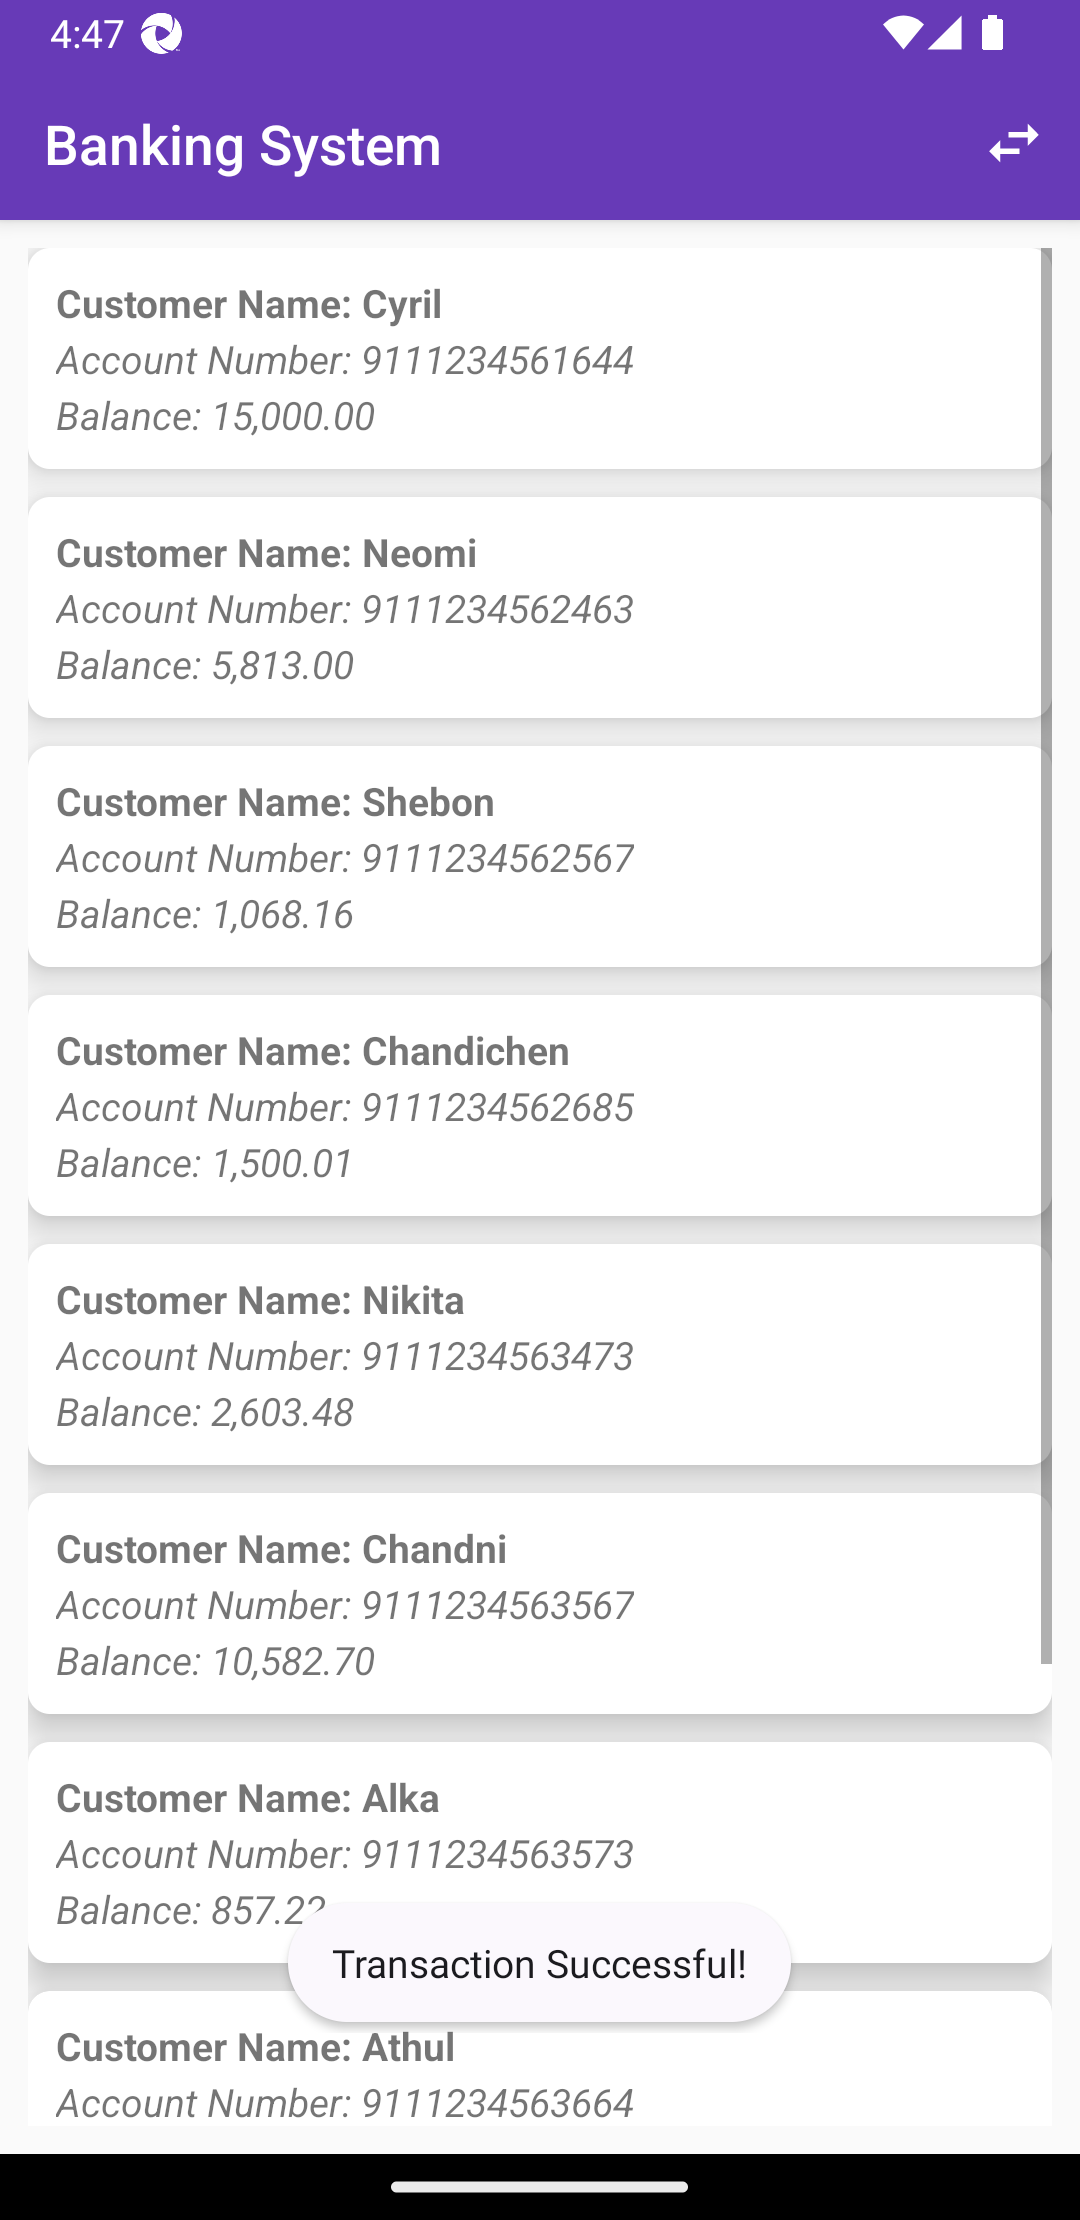 4:47
Banking System
Customer Name: Cyril
Account Number: 9111234561644
Balance: 15,000.00
Customer Name: Neomi
Account Number: 9111234562463
Balance: 5,813.00
Customer Name: Shebon
Account Number: 9111234562567
Balance: 1,068.16
Customer Name: Chandichen
Account Number: 9111234562685
Balance: 1,500.01
Customer Name: Nikita
Account Number: 9111234563473
Balance: 2,603.48
Customer Name: Chandni
Account Number: 9111234563567
Balance: 10,582.70
Customer Name: Alka
Account Number: 9111234563573
Balance: 857.22
Transaction Successful!
Customer Name: Athul
Account Number: 9111234563664